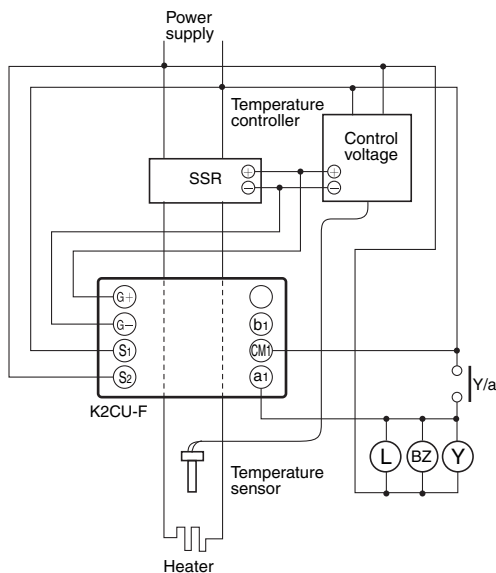 Power
supply
Temperature
controller
Control
voltage
SSR
+
−
+
−
G+
G−
S1
S2
b1
CM1
a1
K2CU-F
Y/a
L
BZ
Y
Temperature
sensor
Heater